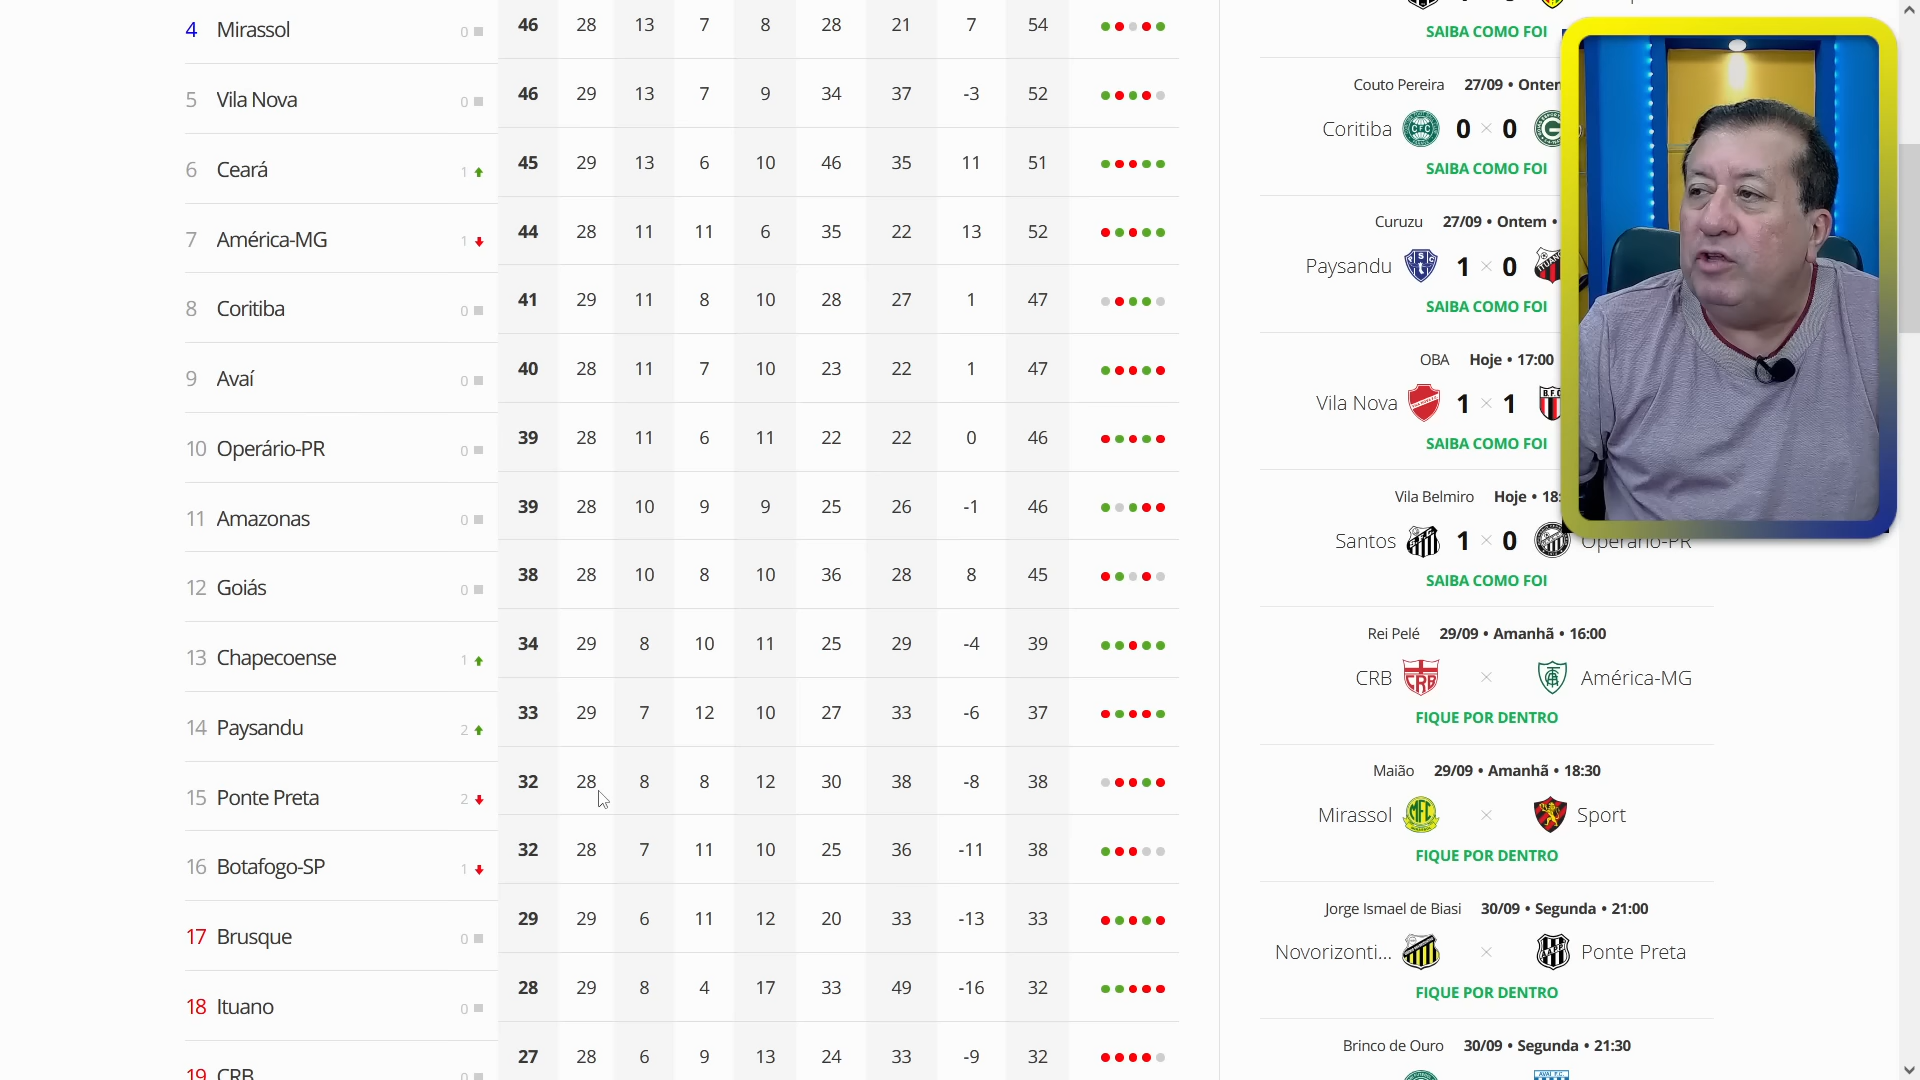 4 Mirassol 0 46 28 13 7 8 28 21 7 54
5 Vila Nova 0 46 29 13 7 9 34 37 -3 52
6 Ceará 1 45 29 13 6 10 46 35 11 51
7 América-MG 1 44 28 11 11 6 35 22 13 52
8 Coritiba 0 41 29 11 8 10 28 27 1 47
9 Avaí 0 40 28 11 7 10 23 22 1 47
10 Operário-PR 0 39 28 11 6 11 22 22 0 46
11 Amazonas 0 39 28 10 9 9 25 26 -1 46
12 Goiás 0 38 28 10 8 10 36 28 8 45
13 Chapecoense 1 34 29 8 10 11 25 29 -4 39
14 Paysandu 2 33 29 7 12 10 27 33 -6 37
15 Ponte Preta 2 32 28 8 8 12 30 38 -8 38
16 Botafogo-SP 1 32 28 7 11 10 25 36 -11 38
17 Brusque 0 29 29 6 11 12 20 33 -13 33
18 Ituano 0 28 29 8 4 17 33 49 -16 32
19 CRB 0 27 28 6 9 13 24 33 -9 32
SAIBA COMO FOI
Couto Pereira 27/09 • Ontem
Coritiba CFC 0 × 0 G
SAIBA COMO FOI
Curuzu 27/09 • Ontem •
Paysandu PSC 1 × 0 ITUANO
SAIBA COMO FOI
OBA Hoje • 17:00
Vila Nova 1 × 1 B.F.C
SAIBA COMO FOI
Vila Belmiro Hoje • 18:
Santos 1 × 0 Operário-PR
SAIBA COMO FOI
Rei Pelé 29/09 • Amanhã • 16:00
CRB CRB × América-MG
FIQUE POR DENTRO
Maião 29/09 • Amanhã • 18:30
Mirassol MFC × Sport
FIQUE POR DENTRO
Jorge Ismael de Biasi 30/09 • Segunda • 21:00
Novorizonti... × Ponte Preta
FIQUE POR DENTRO
Brinco de Ouro 30/09 • Segunda • 21:30